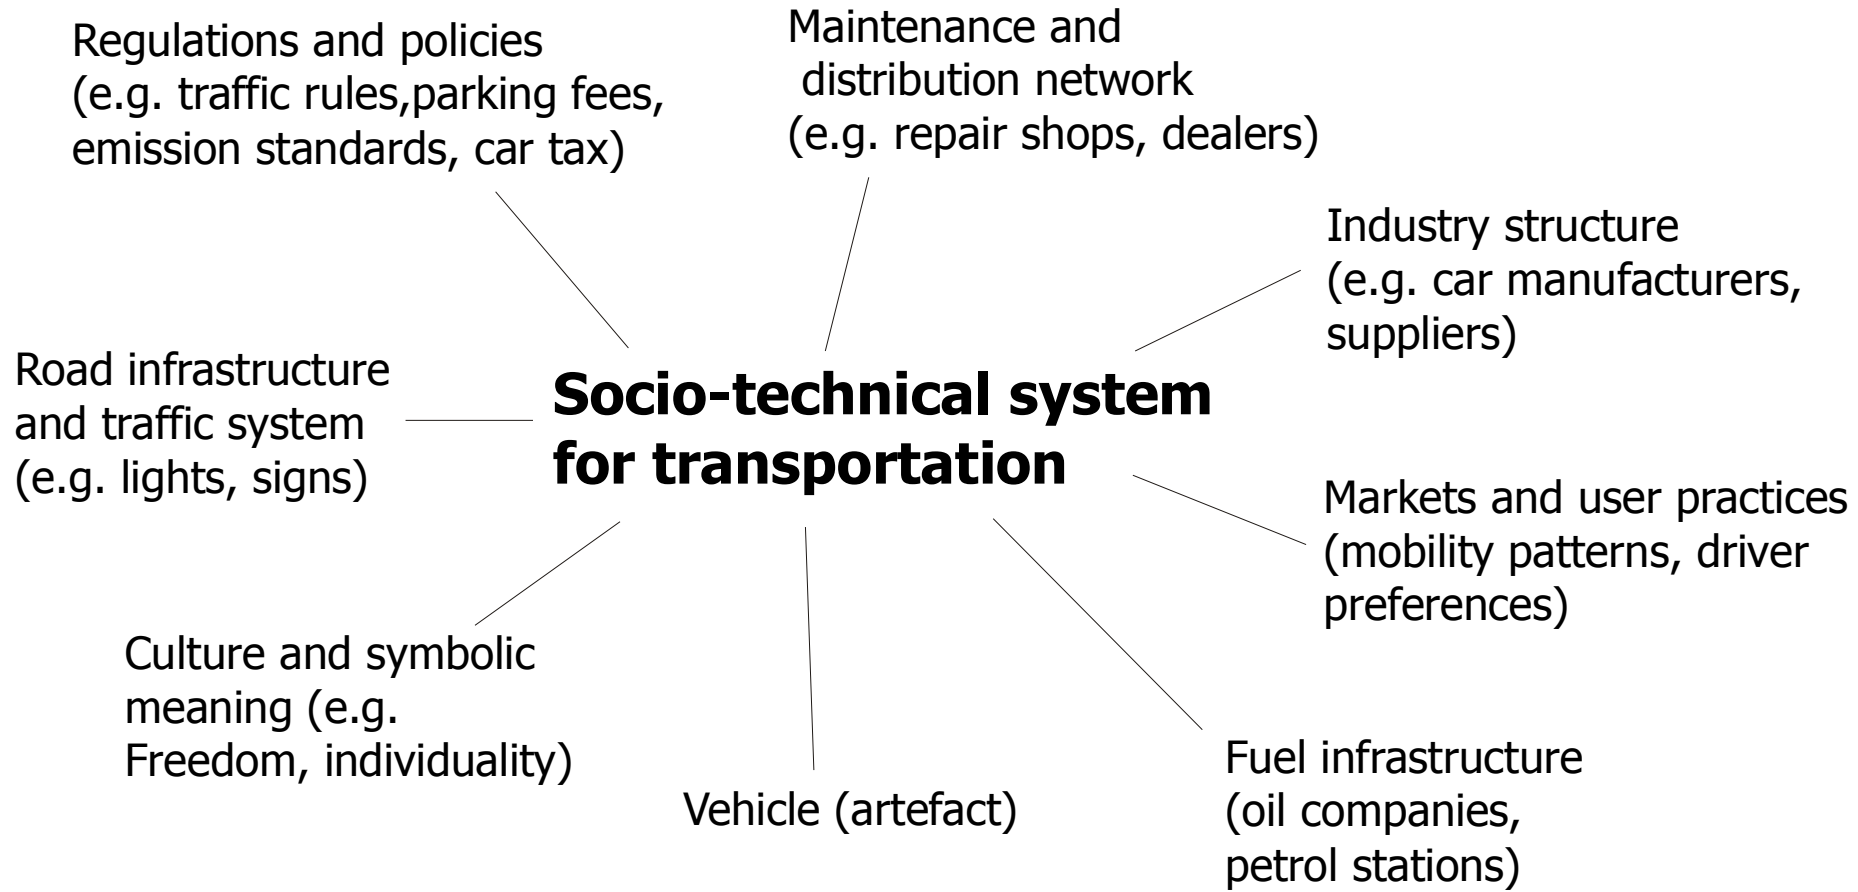 Regulations and policies
(e.g. traffic rules,parking fees,
emission standards, car tax)
Maintenance and
distribution network
(e.g. repair shops, dealers)
Industry structure
(e.g. car manufacturers,
suppliers)
Road infrastructure
and traffic system
(e.g. lights, signs)
Socio-technical system
for transportation
Markets and user practices
(mobility patterns, driver
preferences)
Culture and symbolic
meaning (e.g.
Freedom, individuality)
Vehicle (artefact)
Fuel infrastructure
(oil companies,
petrol stations)